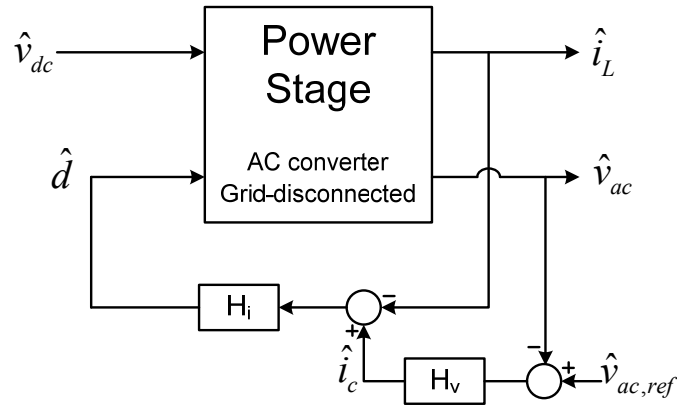 v̂dc
Power
Stage
îL
d̂
AC converter
Grid-disconnected
v̂ac
Hi
−
+
îc
Hv
−
+
v̂ac,ref